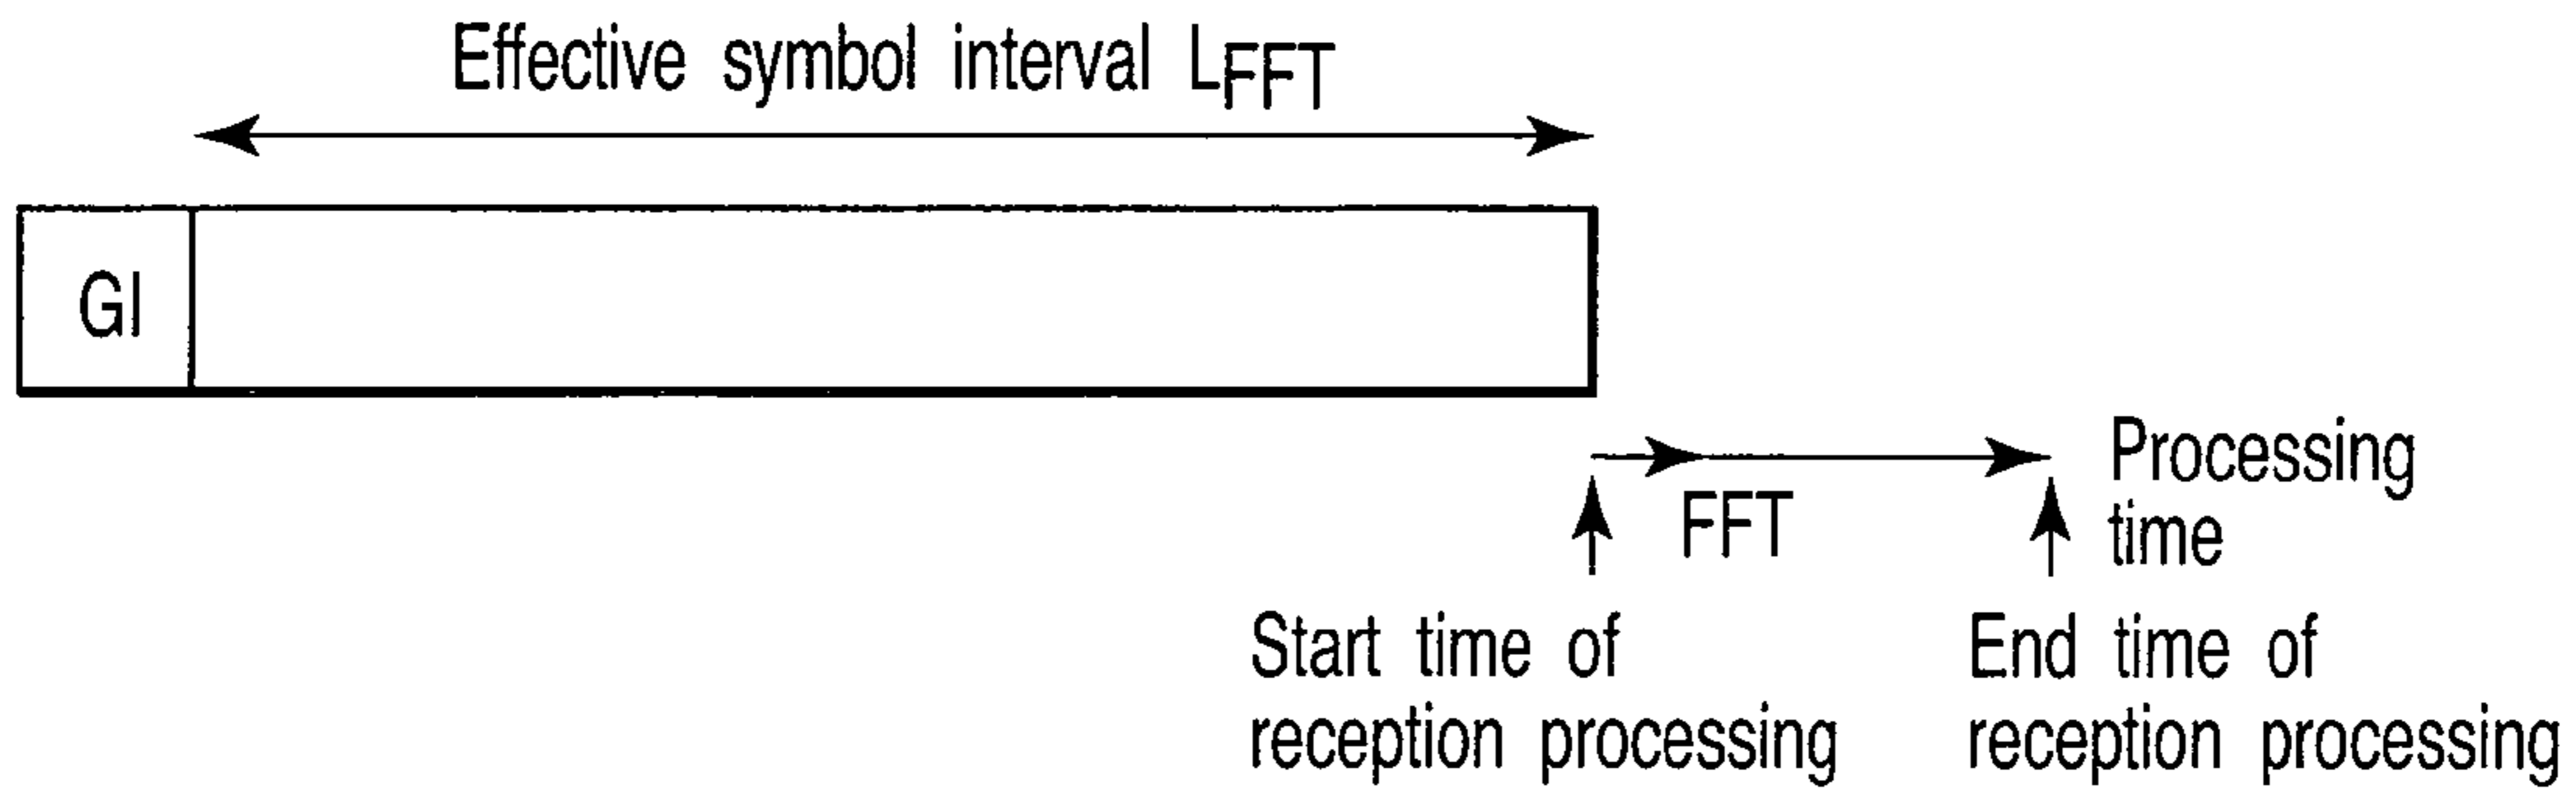 Effective symbol interval LFFT
GI
FFT
Processing
time
Start time of
reception processing
End time of
reception processing